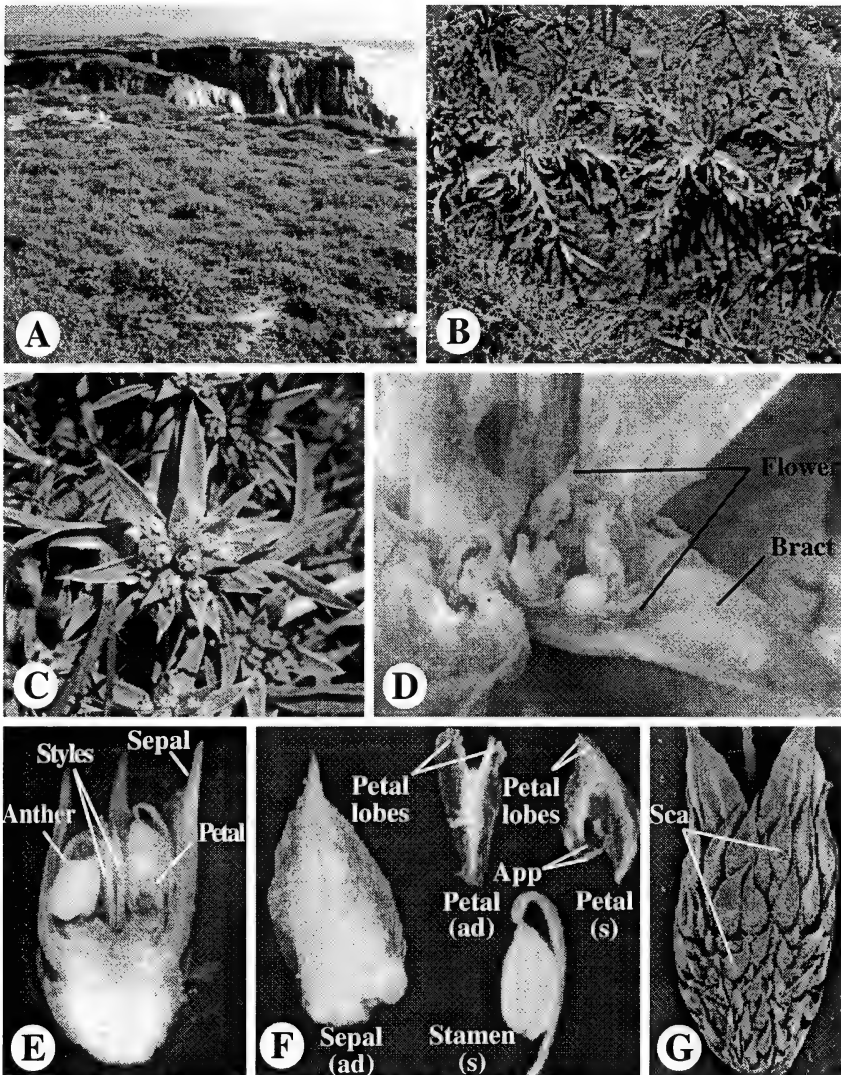 A
B
C
D
Flower
Bract
E
Styles
Sepal
Anther
Petal
F
Petal
lobes
Petal
lobes
App
Petal
(ad)
Petal
(s)
Sepal
(ad)
Stamen
(s)
G
Sca